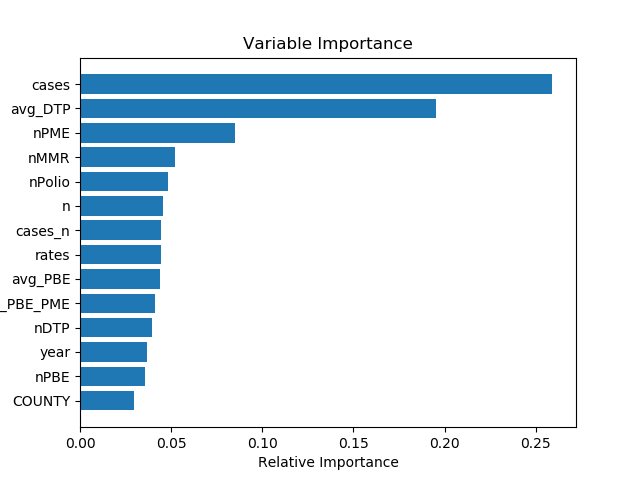 Variable Importance
cases
avg_DTP
nPME
nMMR
nPolio
n
cases_n
rates
avg_PBE
_PBE_PME
nDTP
year
nPBE
COUNTY
0.00 0.05 0.10 0.15 0.20 0.25
Relative Importance